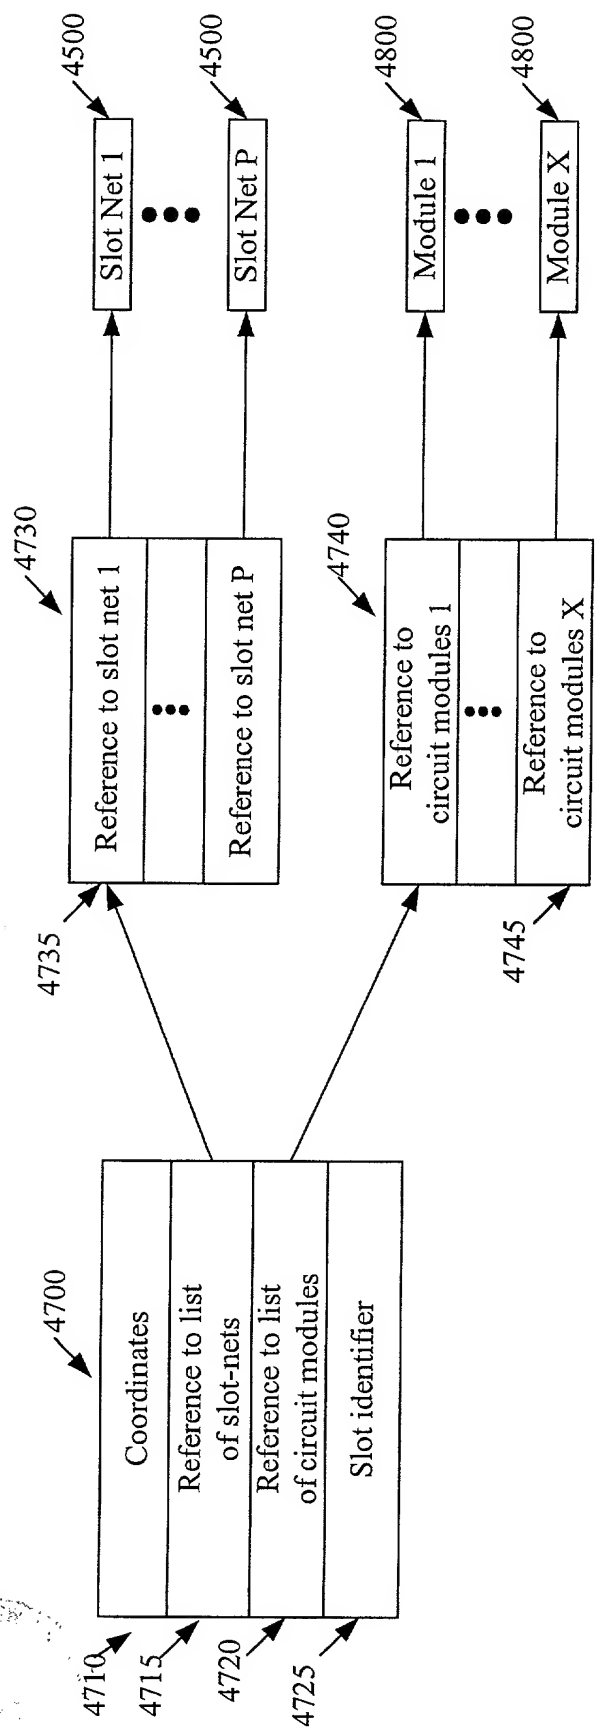 4700
4710
Coordinates
4715
Reference to list
of slot-nets
4720
Reference to list
of circuit modules
4725
Slot identifier
4730
4735
Reference to slot net 1
Reference to slot net P
4740
Reference to
circuit modules 1
4745
Reference to
circuit modules X
4500
Slot Net 1
4500
Slot Net P
4800
Module 1
4800
Module X